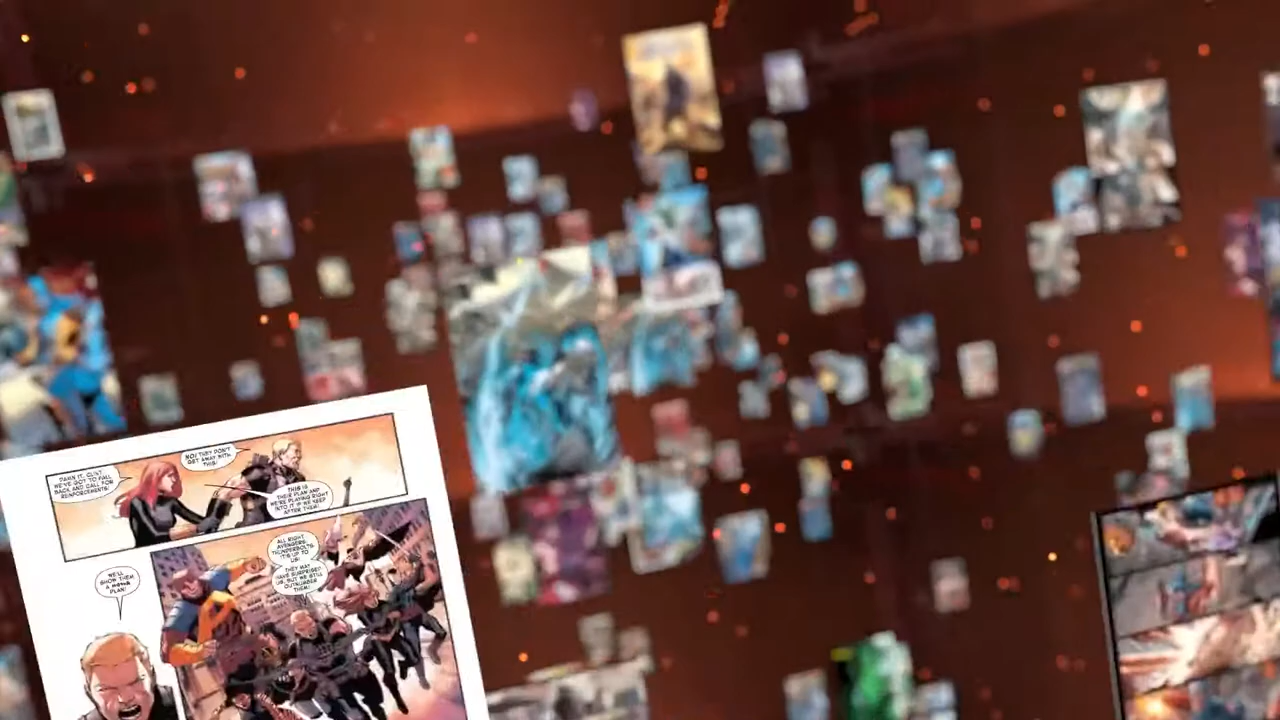 DAMN IT, CLINT
WE'VE GOT TO FALL
BACK AND CALL FOR
REINFORCEMENTS!
NO! THEY DON'T
GET AWAY WITH
THIS!
THIS IS
THEIR PLAN AND
WE'RE PLAYING RIGHT
INTO IT IF WE KEEP
AFTER THEM!
ALL RIGHT,
AVENGERS,
THUNDERBOLTS,
IT'S UP TO
US!
THEY MAY
HAVE SURPRISED
US, BUT WE STILL
OUTNUMBER
THEM!
WE'LL
SHOW THEM
A
PLAN!